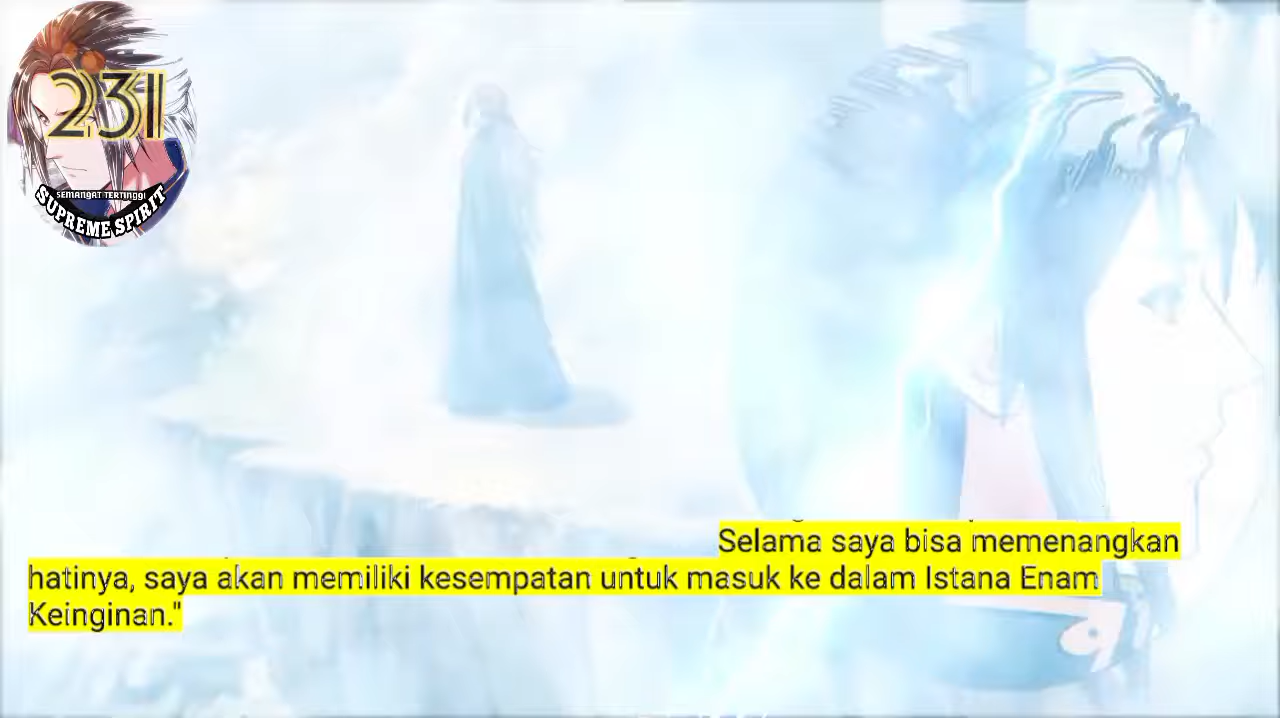 231
SEMANGAT TERTINGGI
SUPREME SPIRIT
Selama saya bisa memenangkan
hatinya, saya akan memiliki kesempatan untuk masuk ke dalam Istana Enam
Keinginan."